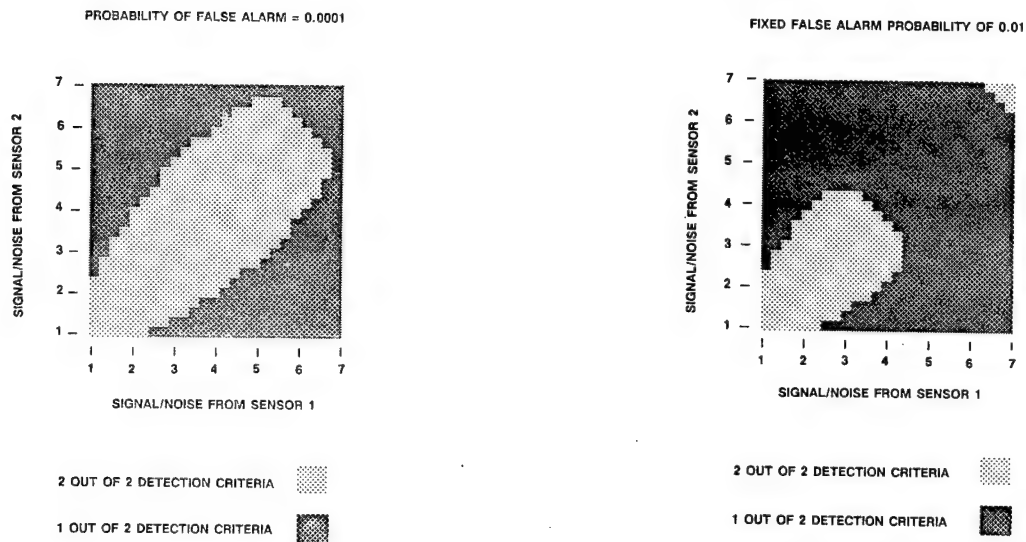 PROBABILITY OF FALSE ALARM = 0.0001
7
6
5
4
3
2
1
SIGNAL/NOISE FROM SENSOR 2
1 2 3 4 5 6 7
SIGNAL/NOISE FROM SENSOR 1
2 OUT OF 2 DETECTION CRITERIA
1 OUT OF 2 DETECTION CRITERIA
FIXED FALSE ALARM PROBABILITY OF 0.01
7
6
5
4
3
2
1
SIGNAL/NOISE FROM SENSOR 2
1 2 3 4 5 6 7
SIGNAL/NOISE FROM SENSOR 1
2 OUT OF 2 DETECTION CRITERIA
1 OUT OF 2 DETECTION CRITERIA